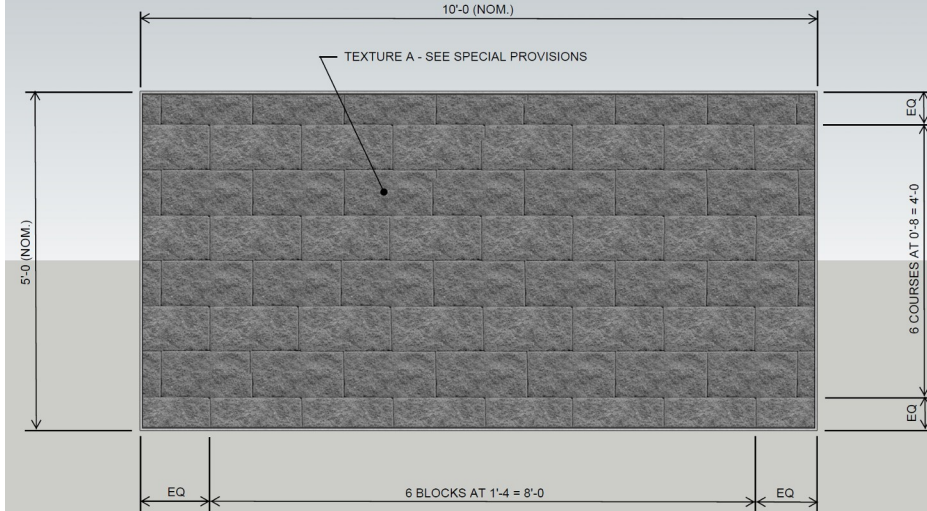 10'-0 (NOM.)
TEXTURE A - SEE SPECIAL PROVISIONS
EQ
5'-0 (NOM.)
6 COURSES AT 0'-8 = 4'-0
EQ
EQ
6 BLOCKS AT 1'-4 = 8'-0
EQ